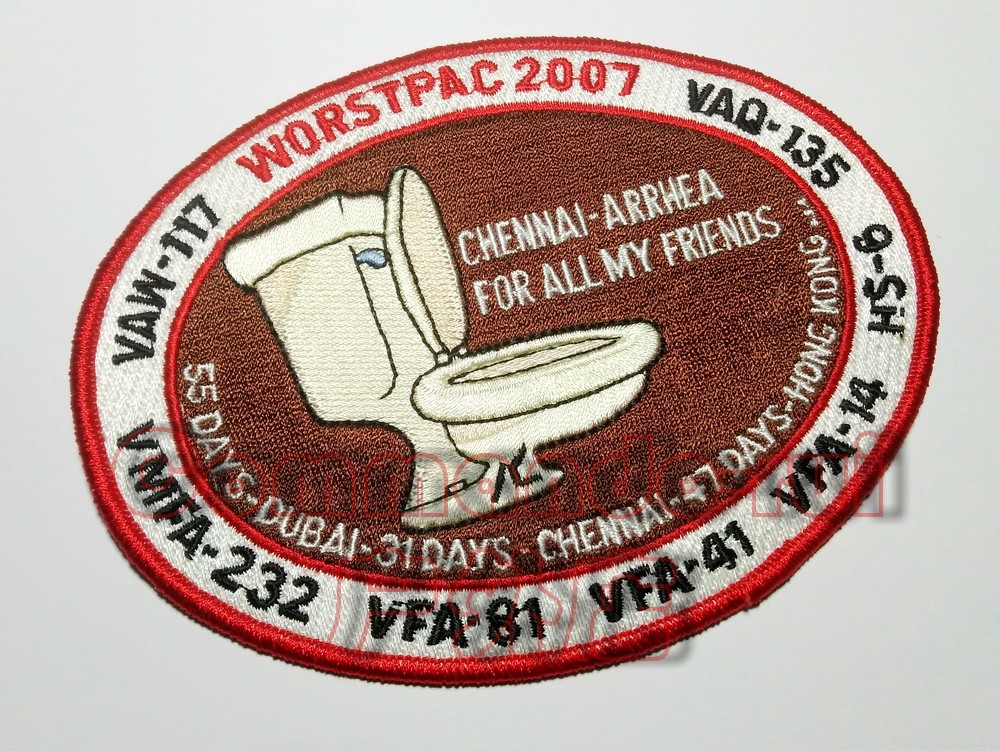 WORSTPAC 2007
VAQ-135
HS-6
VFA-14
VFA-41
VFA-81
VMFA-232
VAW-117
CHENNAI-ARRHEA
FOR ALL MY FRIENDS
55 DAYS-DUBAI-31 DAYS-CHENNAI-47 DAYS-HONG KONG